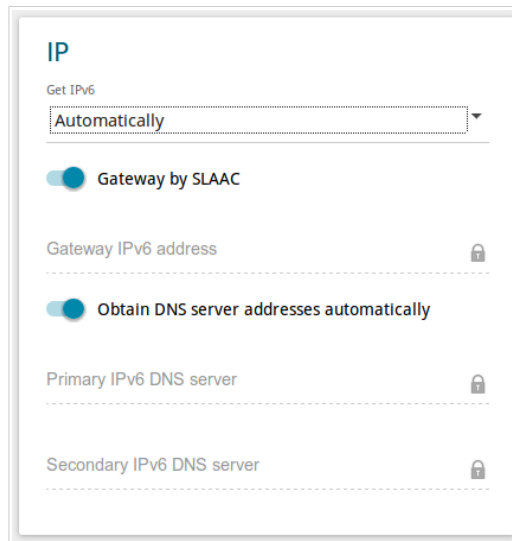 IP
Get IPv6
Automatically
Gateway by SLAAC
Gateway IPv6 address
Obtain DNS server addresses automatically
Primary IPv6 DNS server
Secondary IPv6 DNS server